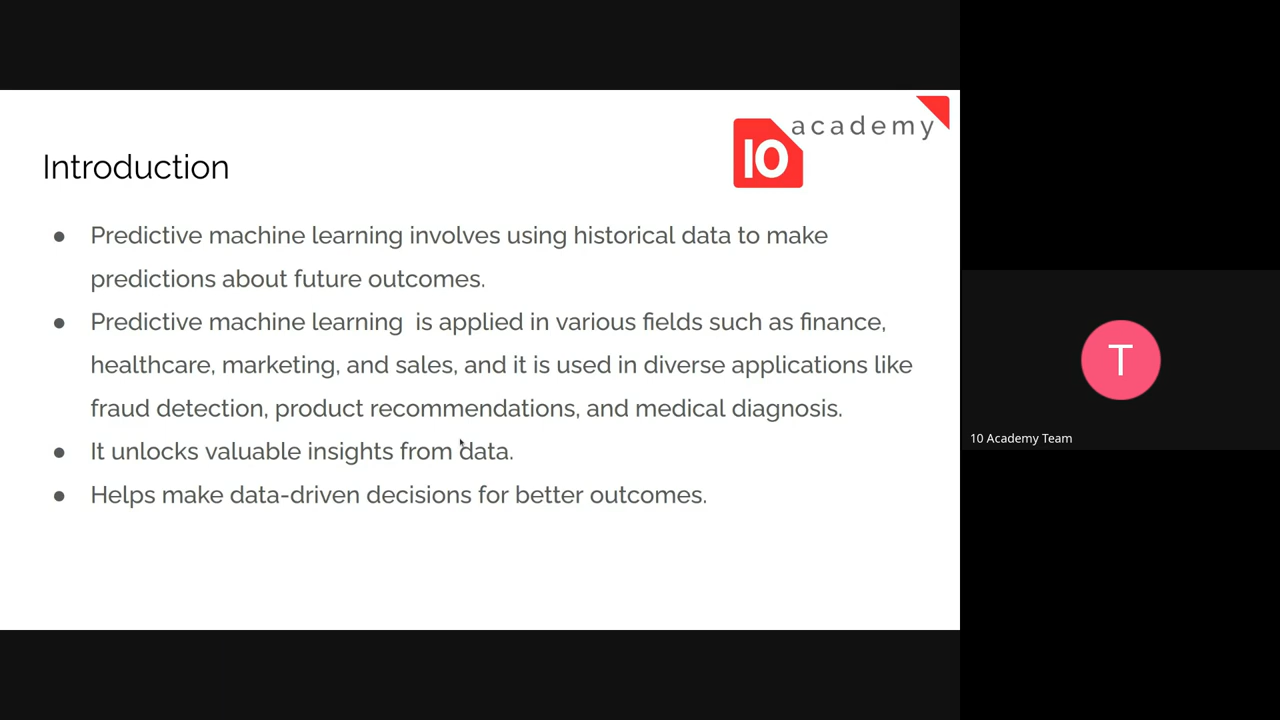 10 academy
Introduction
● Predictive machine learning involves using historical data to make
predictions about future outcomes.
● Predictive machine learning  is applied in various fields such as finance,
healthcare, marketing, and sales, and it is used in diverse applications like
fraud detection, product recommendations, and medical diagnosis.
● It unlocks valuable insights from data.
● Helps make data-driven decisions for better outcomes.
T
10 Academy Team